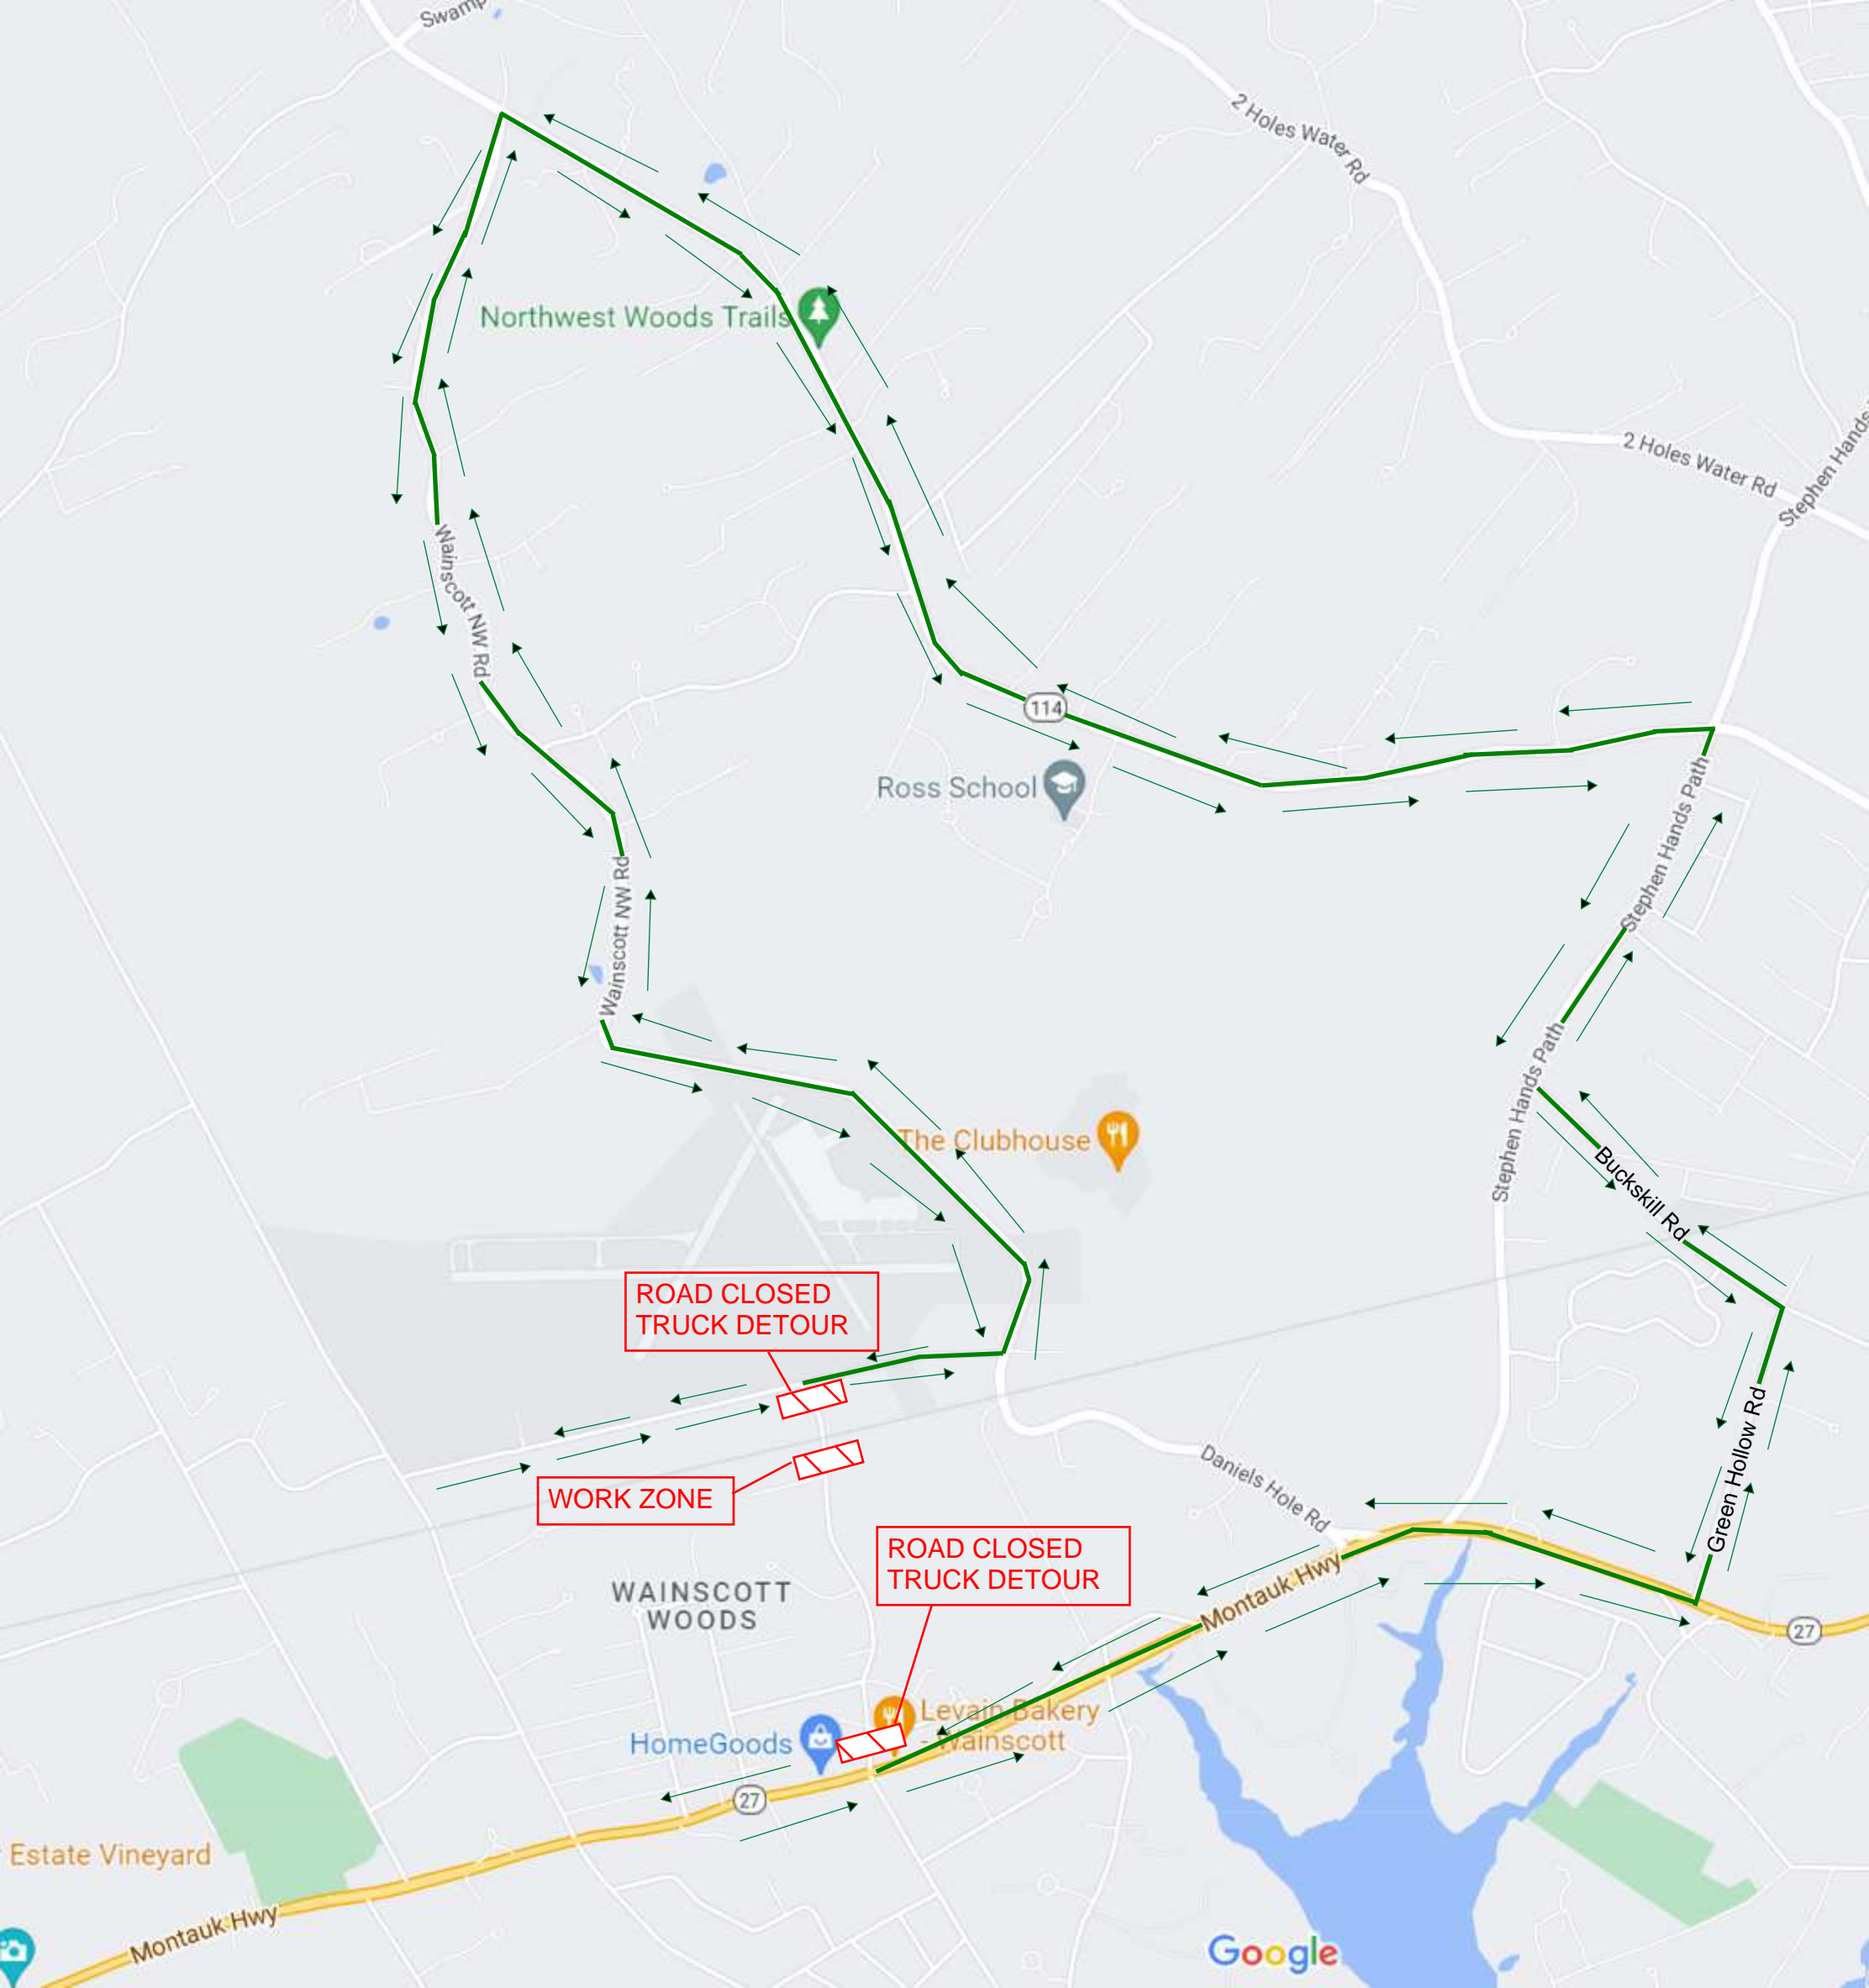 Swamp
2 Holes Water Rd
Northwest Woods Trails
2 Holes Water Rd
Stephen Hands
Wainscott NW Rd
114
Ross School
Stephen Hands Path
Wainscott NW Rd
Stephen Hands Path
The Clubhouse
Buckskill Rd
ROAD CLOSED
TRUCK DETOUR
Green Hollow Rd
WORK ZONE
Daniels Hole Rd
ROAD CLOSED
TRUCK DETOUR
WAINSCOTT
WOODS
Montauk Hwy
27
Levain Bakery
- Wainscott
HomeGoods
27
Estate Vineyard
Montauk Hwy
Google